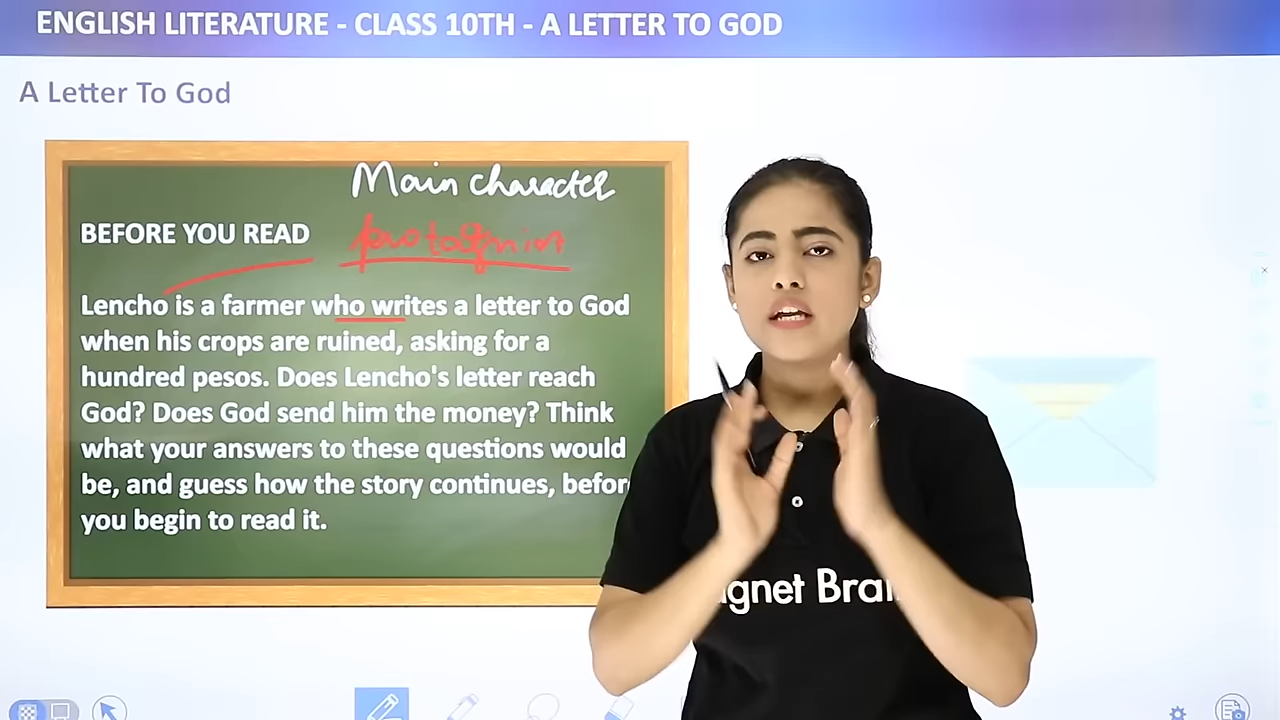 ENGLISH LITERATURE - CLASS 10TH - A LETTER TO GOD
A Letter To God
Main character
BEFORE YOU READ
Lencho is a farmer who writes a letter to God
when his crops are ruined, asking for a
hundred pesos. Does Lencho's letter reach
God? Does God send him the money? Think
what your answers to these questions would
be, and guess how the story continues, befor
you begin to read it.
gnet Brai